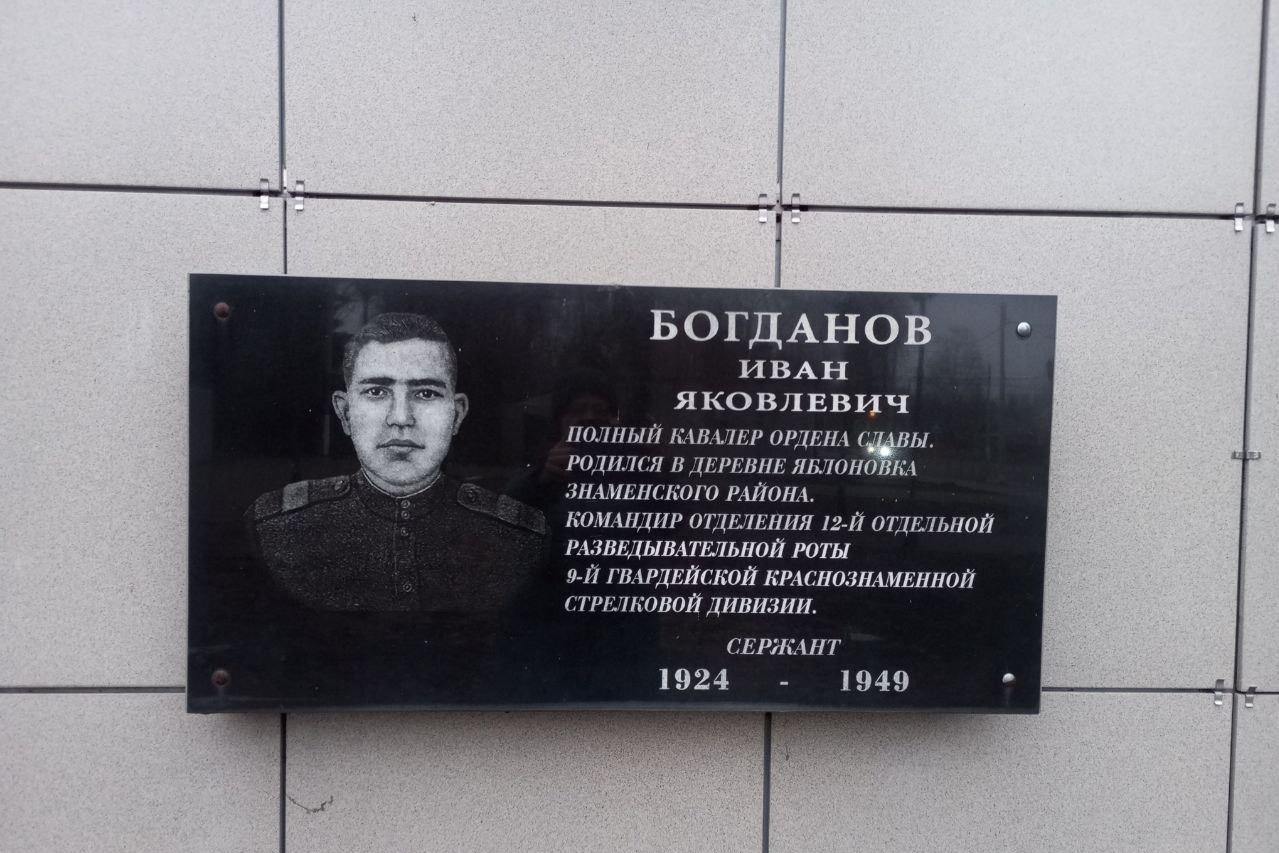 БОГДАНОВ
ИВАН
ЯКОВЛЕВИЧ
ПОЛНЫЙ КАВАЛЕР ОРДЕНА СЛАВЫ.
РОДИЛСЯ В ДЕРЕВНЕ ЯБЛОНОВКА
ЗНАМЕНСКОГО РАЙОНА.
КОМАНДИР ОТДЕЛЕНИЯ 12-Й ОТДЕЛЬНОЙ
РАЗВЕДЫВАТЕЛЬНОЙ РОТЫ
9-Й ГВАРДЕЙСКОЙ КРАСНОЗНАМЕННОЙ
СТРЕЛКОВОЙ ДИВИЗИИ.
СЕРЖАНТ
1924 - 1949